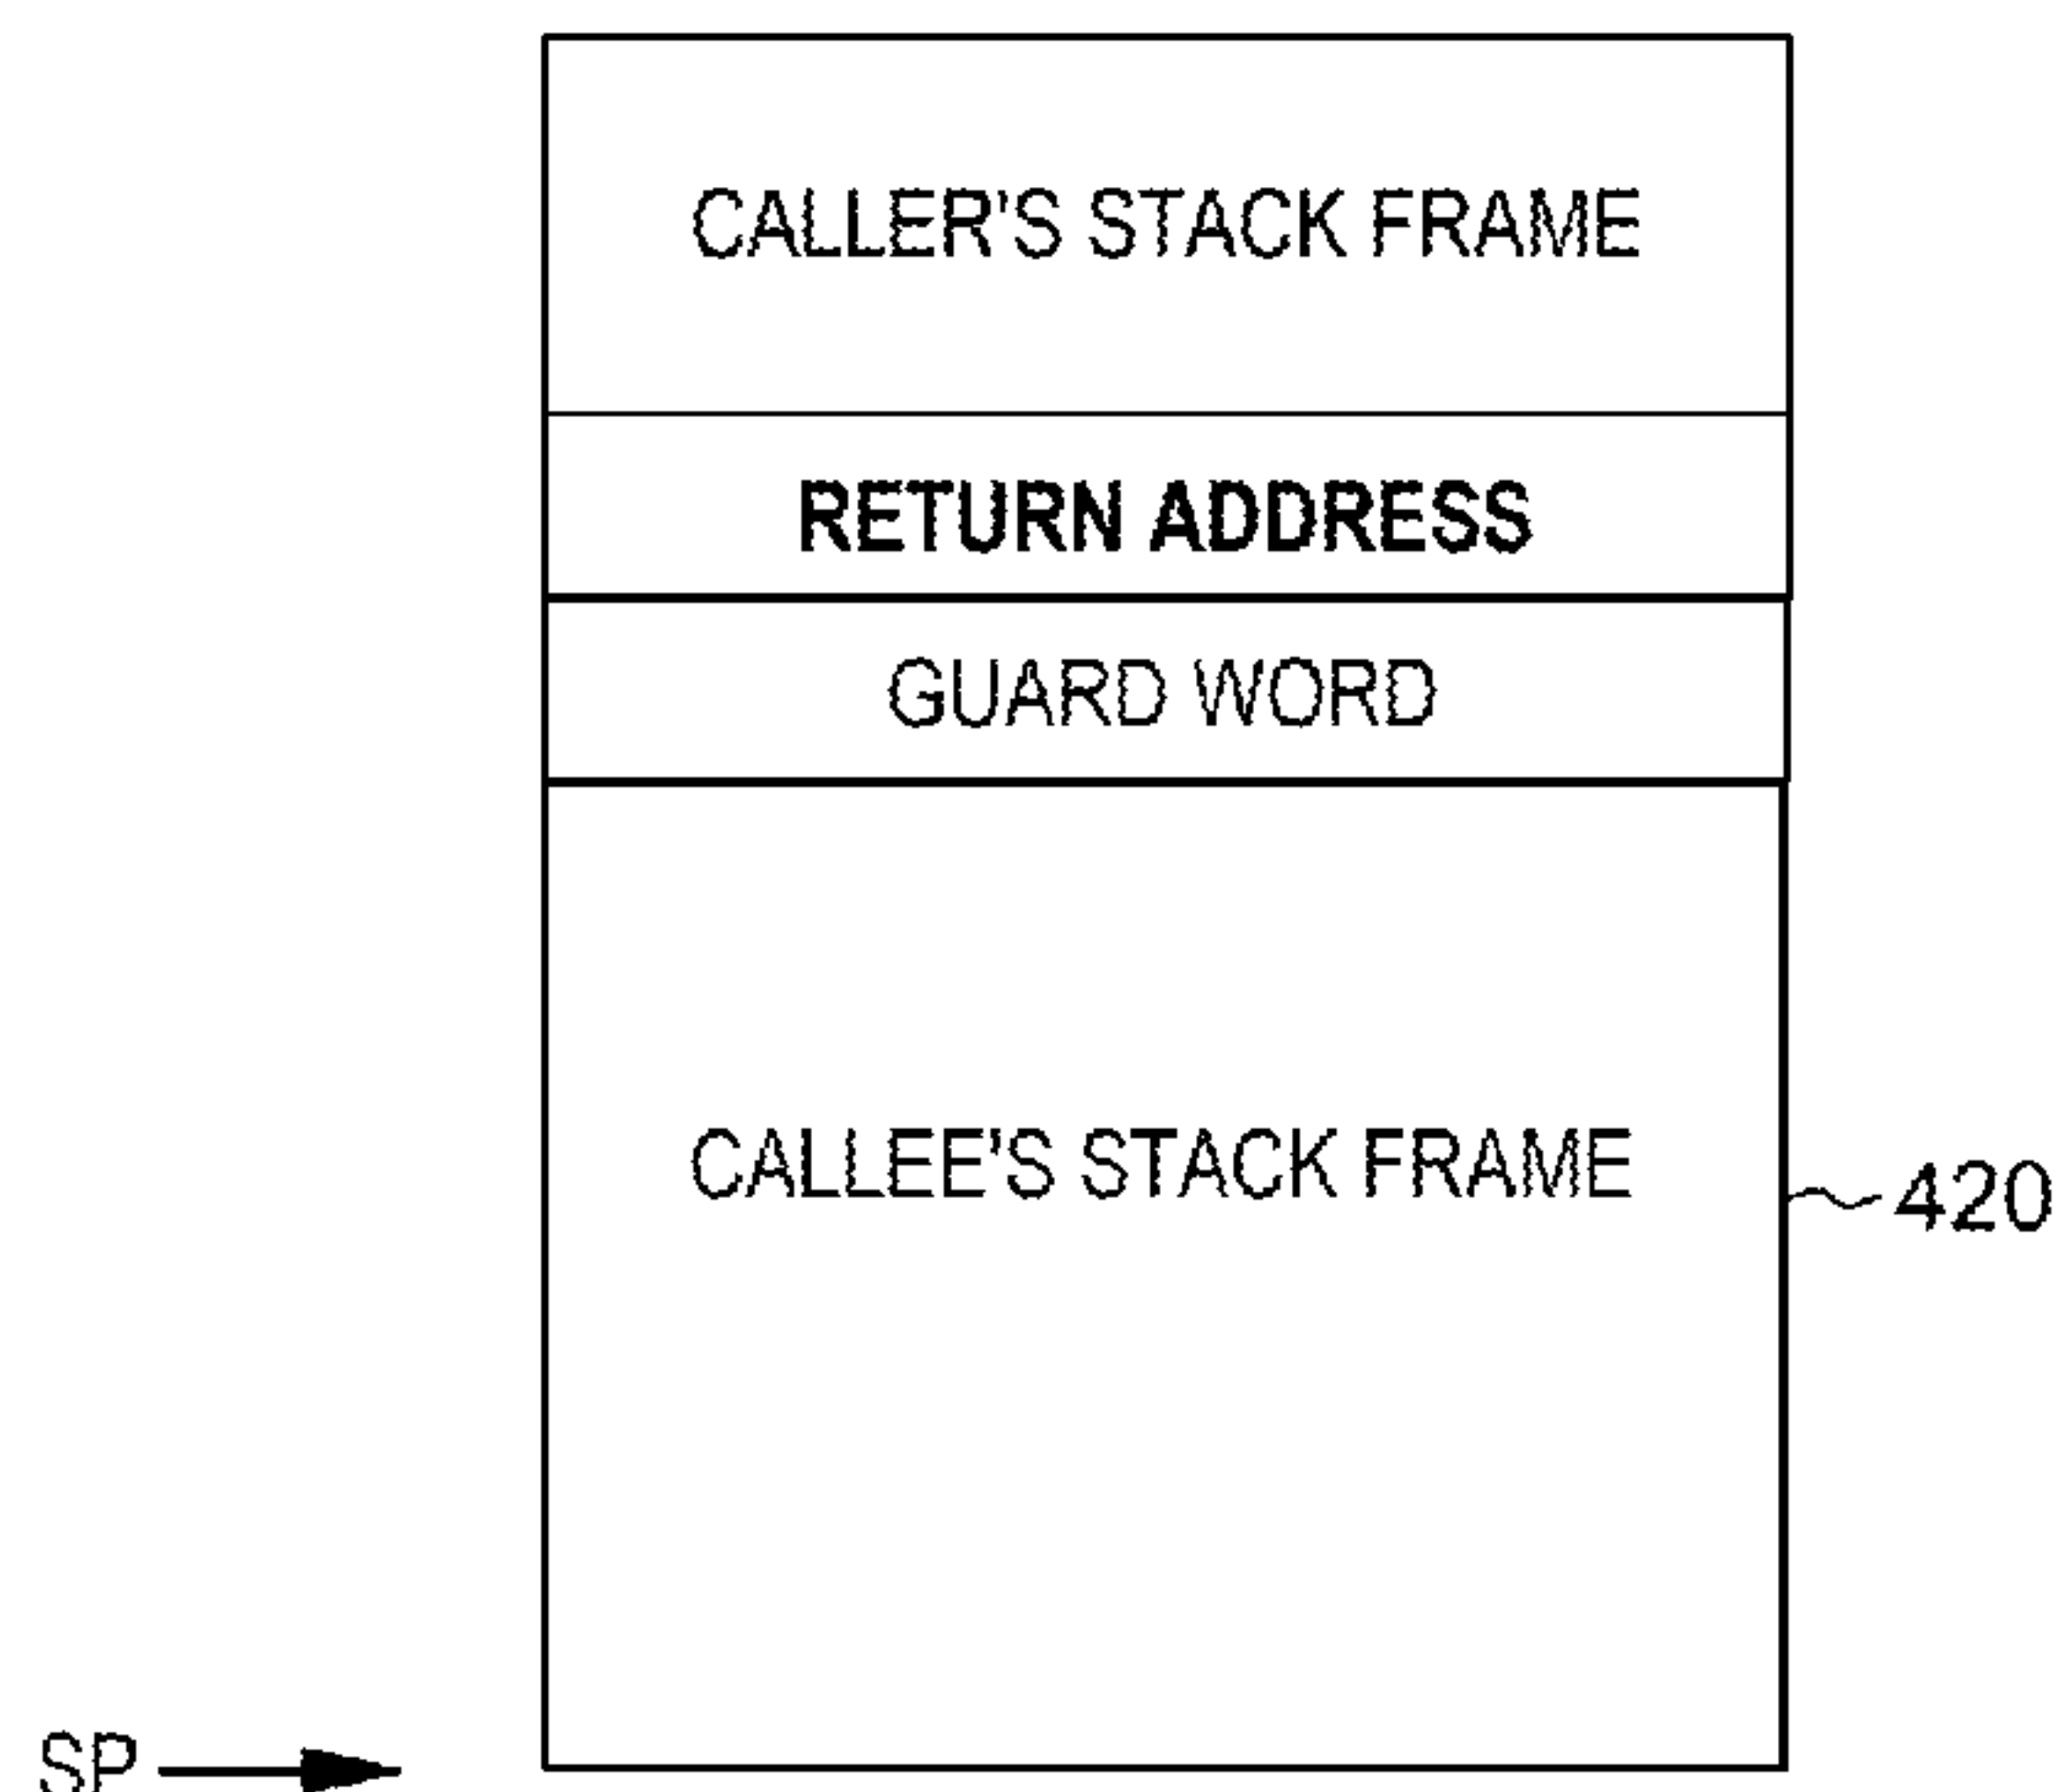 CALLER'S STACK FRAME
RETURN ADDRESS
GUARD WORD
CALLEE'S STACK FRAME
420
SP